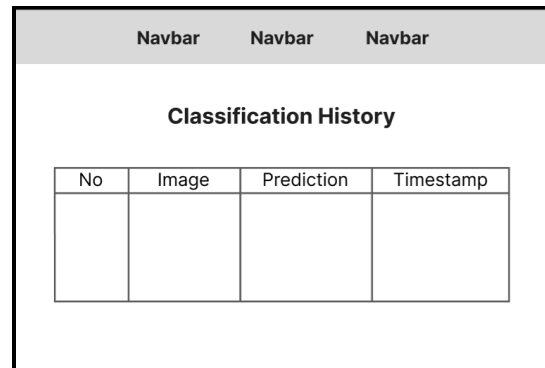 Navbar Navbar Navbar
Classification History
No Image Prediction Timestamp